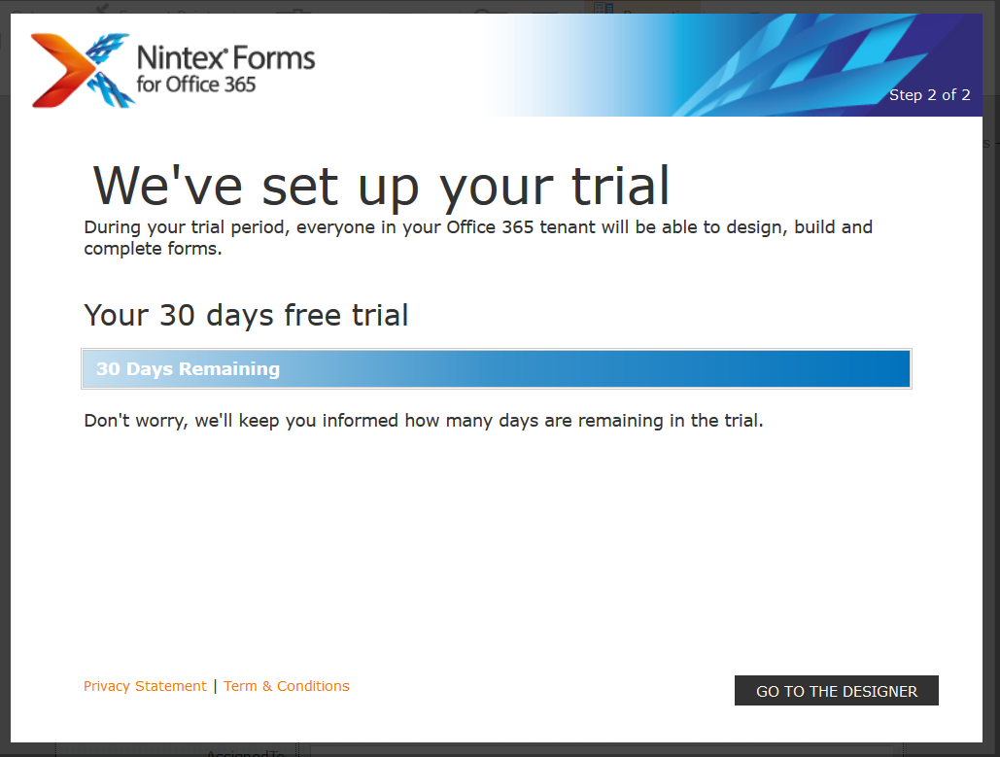 Nintex® Forms
for Office 365
Step 2 of 2
We've set up your trial
During your trial period, everyone in your Office 365 tenant will be able to design, build and
complete forms.
Your 30 days free trial
30 Days Remaining
Don't worry, we'll keep you informed how many days are remaining in the trial.
Privacy Statement | Term & Conditions
GO TO THE DESIGNER
AssignedTo